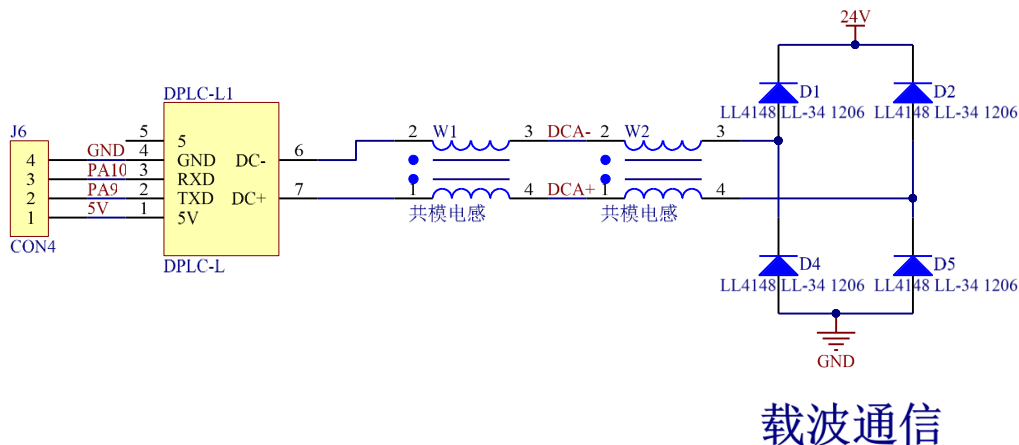 24V
DPLC-L1
D1
D2
LL4148 LL-34 1206
LL4148 LL-34 1206
J6
5
5
2
W1
3
DCA-
2
W2
3
4
GND
4
GND
DC-
6
3
PA10
3
RXD
2
PA9
2
TXD
DC+
7
1
4
DCA+
1
4
1
5V
1
5V
共模电感
共模电感
CON4
DPLC-L
D4
D5
LL4148 LL-34 1206
LL4148 LL-34 1206
GND
载波通信